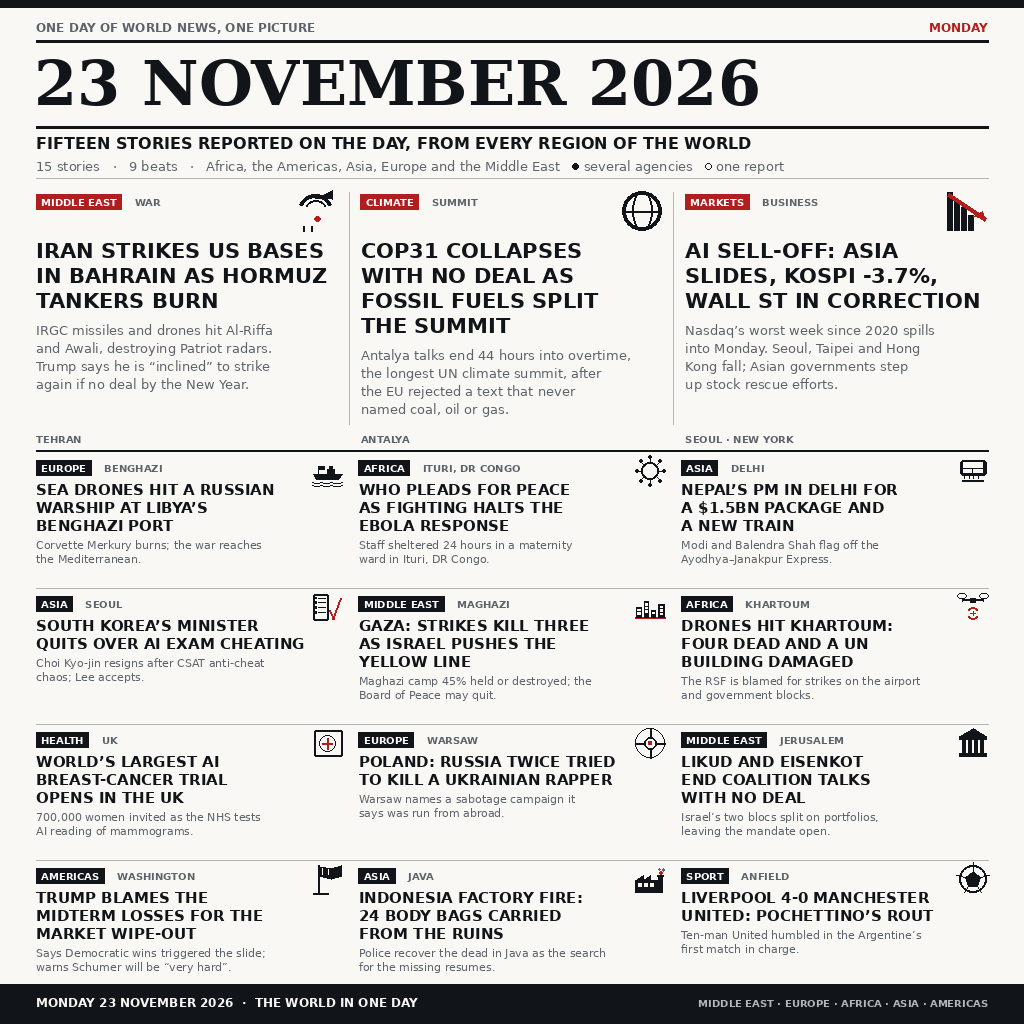 ONE DAY OF WORLD NEWS, ONE PICTURE
MONDAY
23 NOVEMBER 2026
FIFTEEN STORIES REPORTED ON THE DAY, FROM EVERY REGION OF THE WORLD
15 stories · 9 beats · Africa, the Americas, Asia, Europe and the Middle East ● several agencies ○ one report
MIDDLE EAST WAR
IRAN STRIKES US BASES
IN BAHRAIN AS HORMUZ
TANKERS BURN
IRGC missiles and drones hit Al-Riffa
and Awali, destroying Patriot radars.
Trump says he is “inclined” to strike
again if no deal by the New Year.
TEHRAN
CLIMATE SUMMIT
COP31 COLLAPSES
WITH NO DEAL AS
FOSSIL FUELS SPLIT
THE SUMMIT
Antalya talks end 44 hours into overtime,
the longest UN climate summit, after
the EU rejected a text that never
named coal, oil or gas.
ANTALYA
MARKETS BUSINESS
AI SELL-OFF: ASIA
SLIDES, KOSPI -3.7%,
WALL ST IN CORRECTION
Nasdaq’s worst week since 2020 spills
into Monday. Seoul, Taipei and Hong
Kong fall; Asian governments step
up stock rescue efforts.
SEOUL · NEW YORK
EUROPE BENGHAZI
SEA DRONES HIT A RUSSIAN
WARSHIP AT LIBYA’S
BENGHAZI PORT
Corvette Merkury burns; the war reaches
the Mediterranean.
AFRICA ITURI, DR CONGO
WHO PLEADS FOR PEACE
AS FIGHTING HALTS THE
EBOLA RESPONSE
Staff sheltered 24 hours in a maternity
ward in Ituri, DR Congo.
ASIA DELHI
NEPAL’S PM IN DELHI FOR
A $1.5BN PACKAGE AND
A NEW TRAIN
Modi and Balendra Shah flag off the
Ayodhya–Janakpur Express.
ASIA SEOUL
SOUTH KOREA’S MINISTER
QUITS OVER AI EXAM CHEATING
Choi Kyo-jin resigns after CSAT anti-cheat
chaos; Lee accepts.
MIDDLE EAST MAGHAZI
GAZA: STRIKES KILL THREE
AS ISRAEL PUSHES THE
YELLOW LINE
Maghazi camp 45% held or destroyed; the
Board of Peace may quit.
AFRICA KHARTOUM
DRONES HIT KHARTOUM:
FOUR DEAD AND A UN
BUILDING DAMAGED
The RSF is blamed for strikes on the airport
and government blocks.
HEALTH UK
WORLD’S LARGEST AI
BREAST-CANCER TRIAL
OPENS IN THE UK
700,000 women invited as the NHS tests
AI reading of mammograms.
EUROPE WARSAW
POLAND: RUSSIA TWICE TRIED
TO KILL A UKRAINIAN RAPPER
Warsaw names a sabotage campaign it
says was run from abroad.
MIDDLE EAST JERUSALEM
LIKUD AND EISENKOT
END COALITION TALKS
WITH NO DEAL
Israel’s two blocs split on portfolios,
leaving the mandate open.
AMERICAS WASHINGTON
TRUMP BLAMES THE
MIDTERM LOSSES FOR THE
MARKET WIPE-OUT
Says Democratic wins triggered the slide;
warns Schumer will be “very hard”.
ASIA JAVA
INDONESIA FACTORY FIRE:
24 BODY BAGS CARRIED
FROM THE RUINS
Police recover the dead in Java as the search
for the missing resumes.
SPORT ANFIELD
LIVERPOOL 4-0 MANCHESTER
UNITED: POCHETTINO’S ROUT
Ten-man United humbled in the Argentine’s
first match in charge.
MONDAY 23 NOVEMBER 2026 · THE WORLD IN ONE DAY
MIDDLE EAST · EUROPE · AFRICA · ASIA · AMERICAS